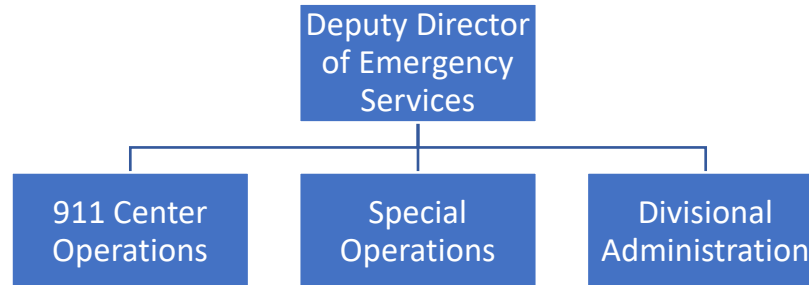 Deputy Director
of Emergency
Services
911 Center
Operations
Special
Operations
Divisional
Administration